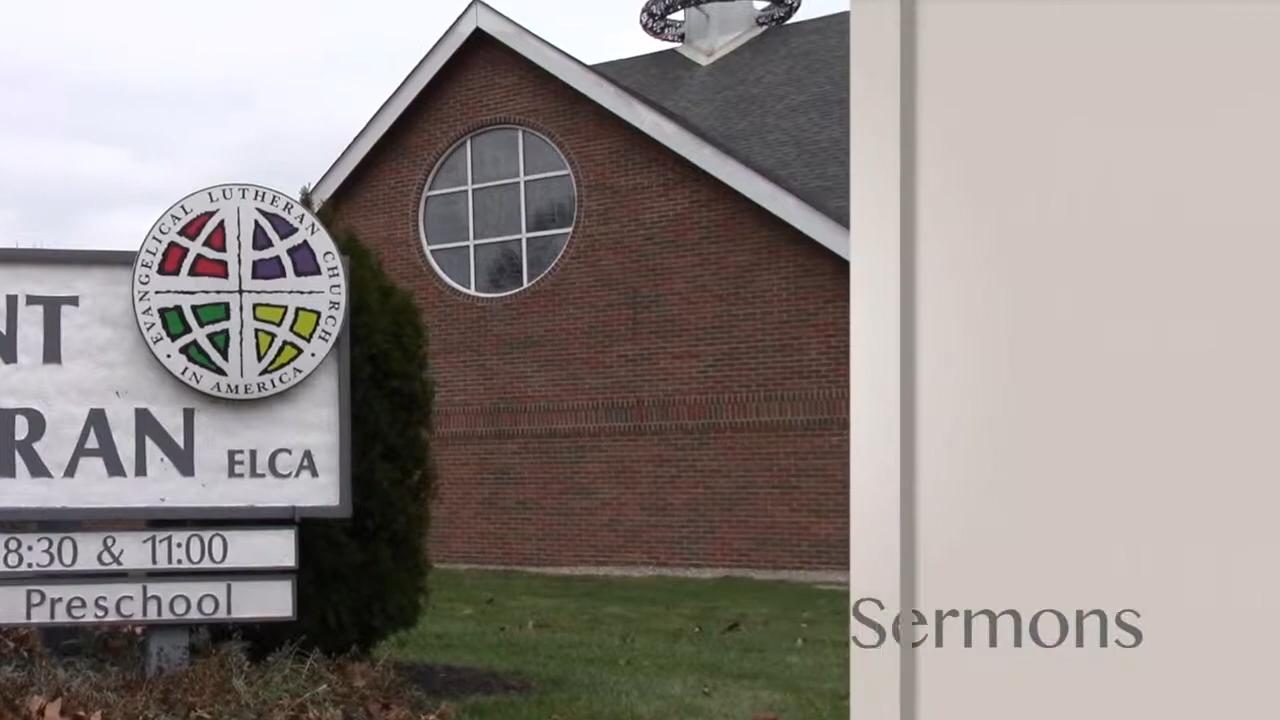 EVANGELICAL LUTHERAN CHURCH
• IN AMERICA •
NT
RAN ELCA
8:30 & 11:00
Preschool
Sermons